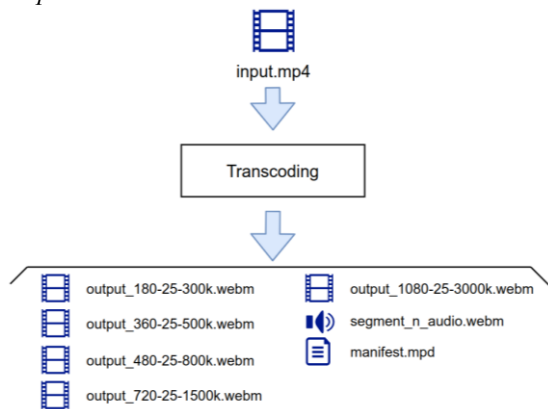 input.mp4
Transcoding
output_180-25-300k.webm
output_360-25-500k.webm
output_480-25-800k.webm
output_720-25-1500k.webm
output_1080-25-3000k.webm
segment_n_audio.webm
manifest.mpd